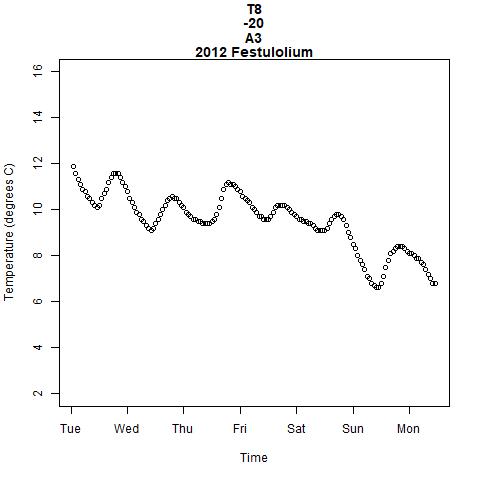 T8
-20
A3
2012 Festulolium
Temperature (degrees C)
16
14
12
10
8
6
4
2
Tue Wed Thu Fri Sat Sun Mon
Time